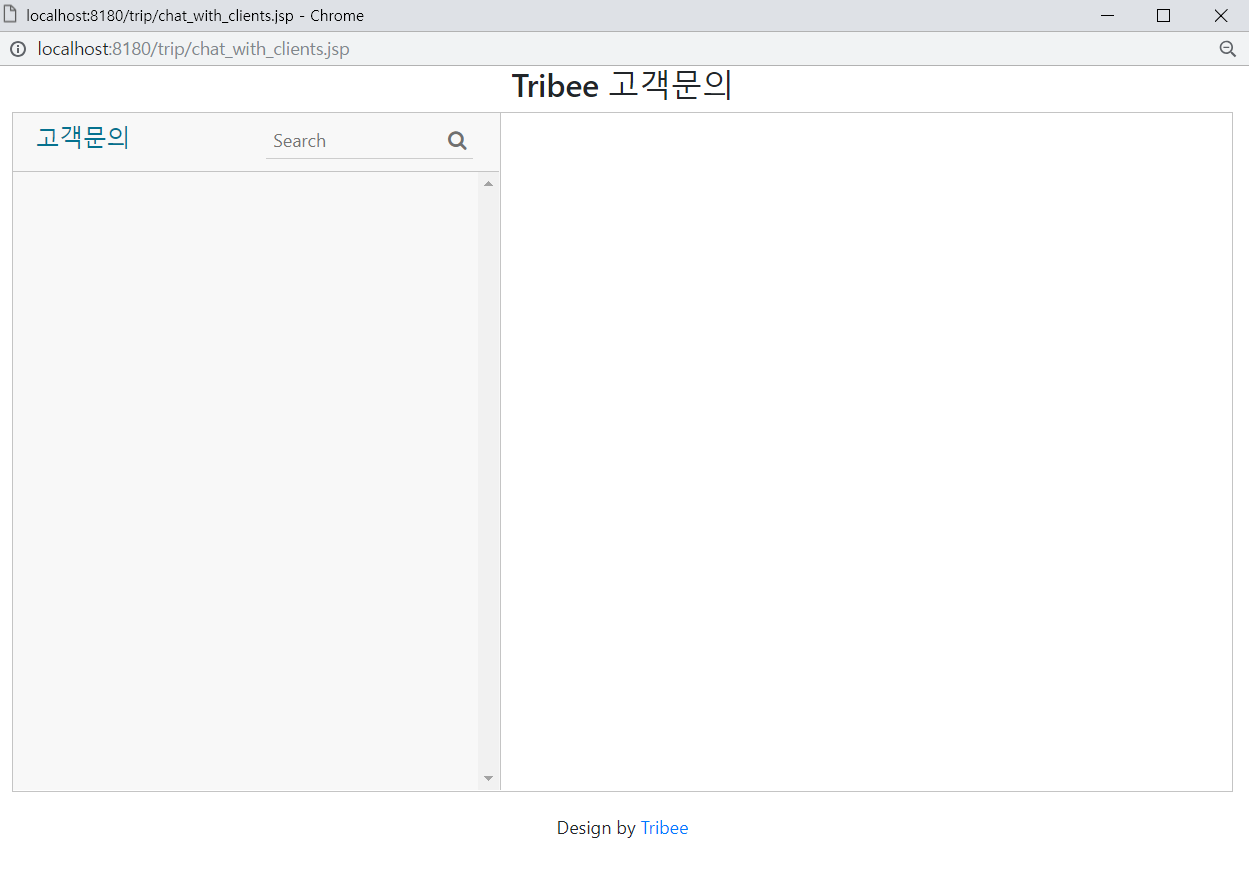 localhost:8180/trip/chat_with_clients.jsp - Chrome
localhost:8180/trip/chat_with_clients.jsp
Tribee 고객문의
고객문의 Search
Design by Tribee